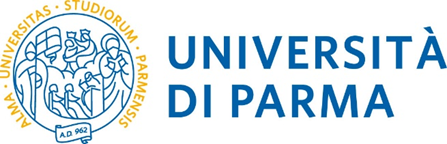 ALMA · UNIVERSITAS · STUDIORUM · PARMENSIS
A.D. 962
UNIVERSITÀ
DI PARMA